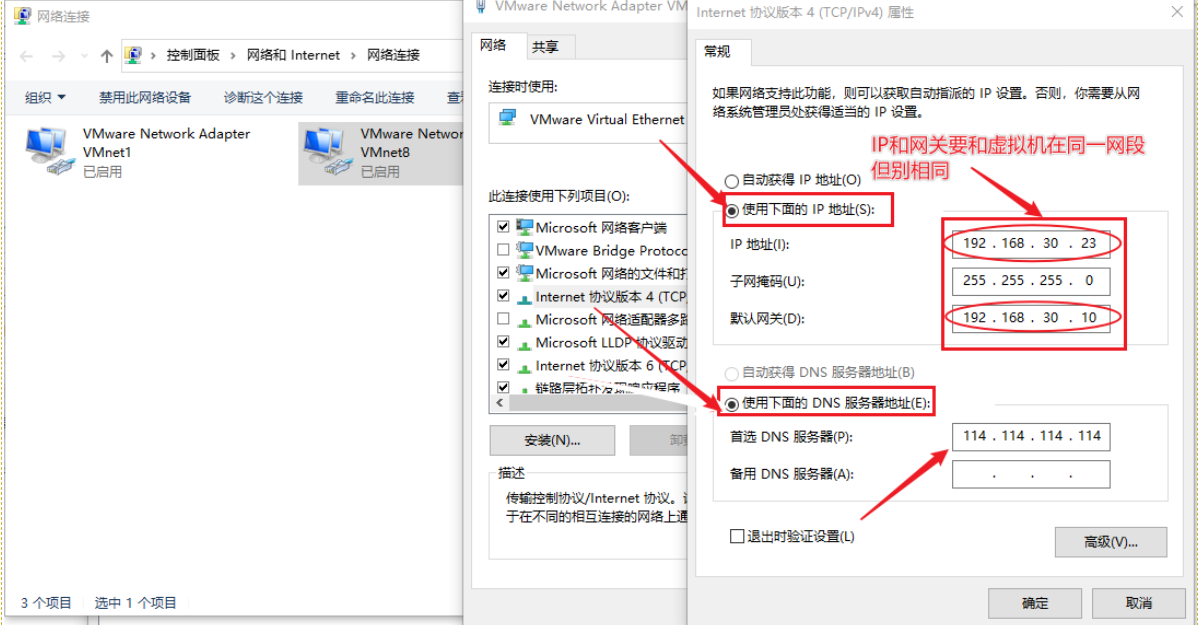 网络连接
控制面板 › 网络和 Internet › 网络连接
组织 禁用此网络设备 诊断这个连接 重命名此连接
VMware Network Adapter
VMnet1
已启用
VMware Networ
VMnet8
已启用
3 个项目 选中 1 个项目
VMware Network Adapter VM
网络 共享
连接时使用:
VMware Virtual Ethernet
此连接使用下列项目(O):
Microsoft 网络客户端
VMware Bridge Protoco
Microsoft 网络的文件和打
Internet 协议版本 4 (TCP
Microsoft 网络适配器多路
Microsoft LLDP 协议驱动
Internet 协议版本 6 (TCP
链路层拓扑发现响应程序
安装(N)...
描述
传输控制协议/Internet 协议。
于在不同的相互连接的网络上通
Internet 协议版本 4 (TCP/IPv4) 属性
常规
如果网络支持此功能，则可以获取自动指派的 IP 设置。否则，你需要从网
络系统管理员处获得适当的 IP 设置。
IP和网关要和虚拟机在同一网段
但别相同
自动获得 IP 地址(O)
使用下面的 IP 地址(S):
IP 地址(I): 192 . 168 . 30 . 23
子网掩码(U): 255 . 255 . 255 . 0
默认网关(D): 192 . 168 . 30 . 10
自动获得 DNS 服务器地址(B)
使用下面的 DNS 服务器地址(E):
首选 DNS 服务器(P): 114 . 114 . 114 . 114
备用 DNS 服务器(A): . . .
退出时验证设置(L)
高级(V)...
确定 取消